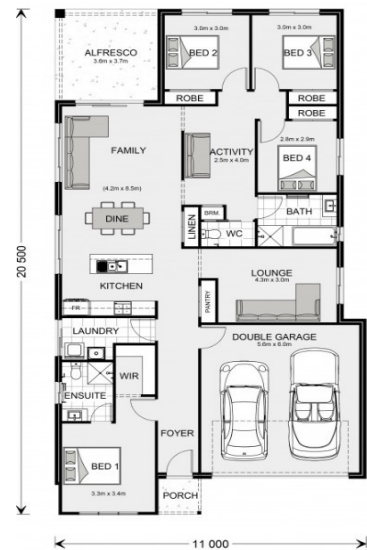 ALFRESCO
3.6m x 3.7m
3.0m x 3.0m
BED 2
3.0m x 3.0m
BED 3
ROBE
ROBE
ROBE
FAMILY
ACTIVITY
2.5m x 4.0m
2.8m x 2.9m
BED 4
(4.2m x 8.5m)
DINE
LINEN
BRM.
WC
BATH
KITCHEN
LOUNGE
4.3m x 3.0m
PANTRY
FR
LAUNDRY
DOUBLE GARAGE
5.6m x 6.0m
WIR
ENSUITE
FOYER
BED 1
3.3m x 3.4m
PORCH
20 500
11 000